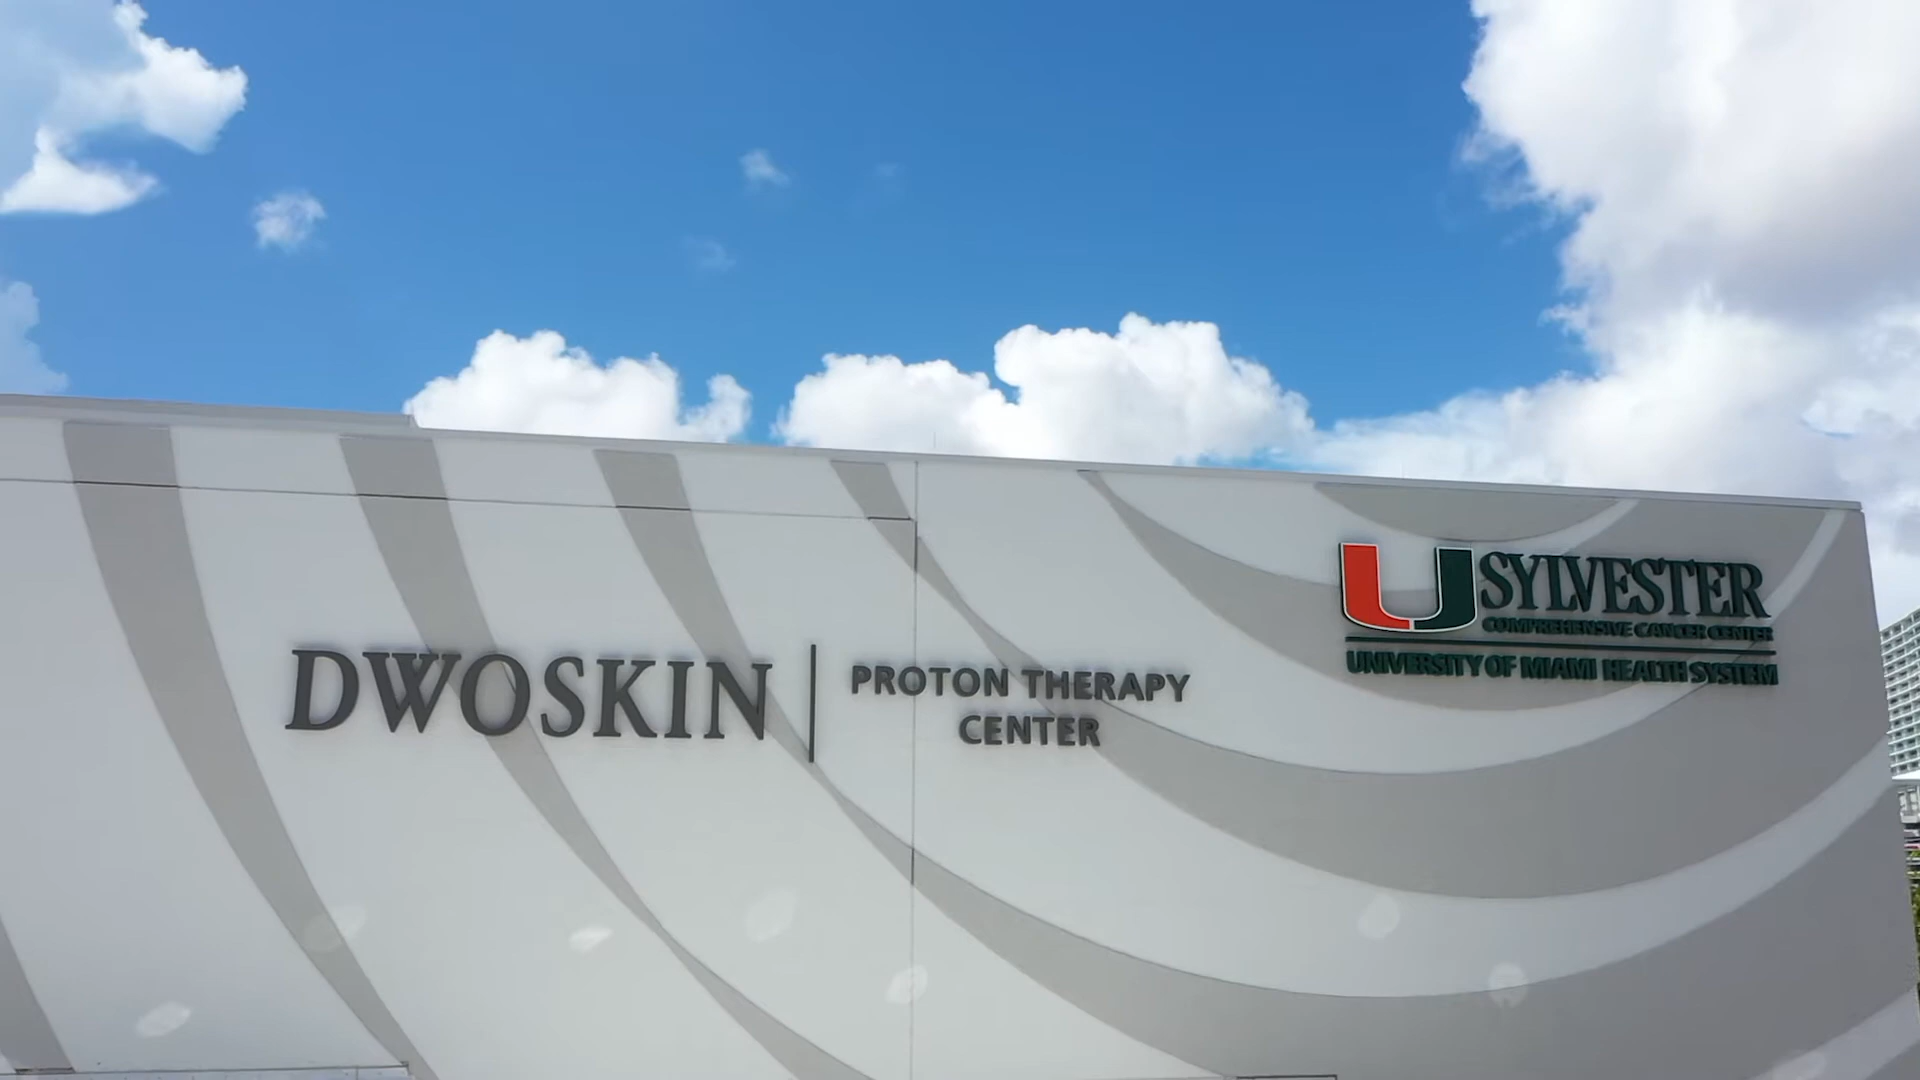 DWOSKIN
PROTON THERAPY
CENTER
U SYLVESTER
COMPREHENSIVE CANCER CENTER
UNIVERSITY OF MIAMI HEALTH SYSTEM